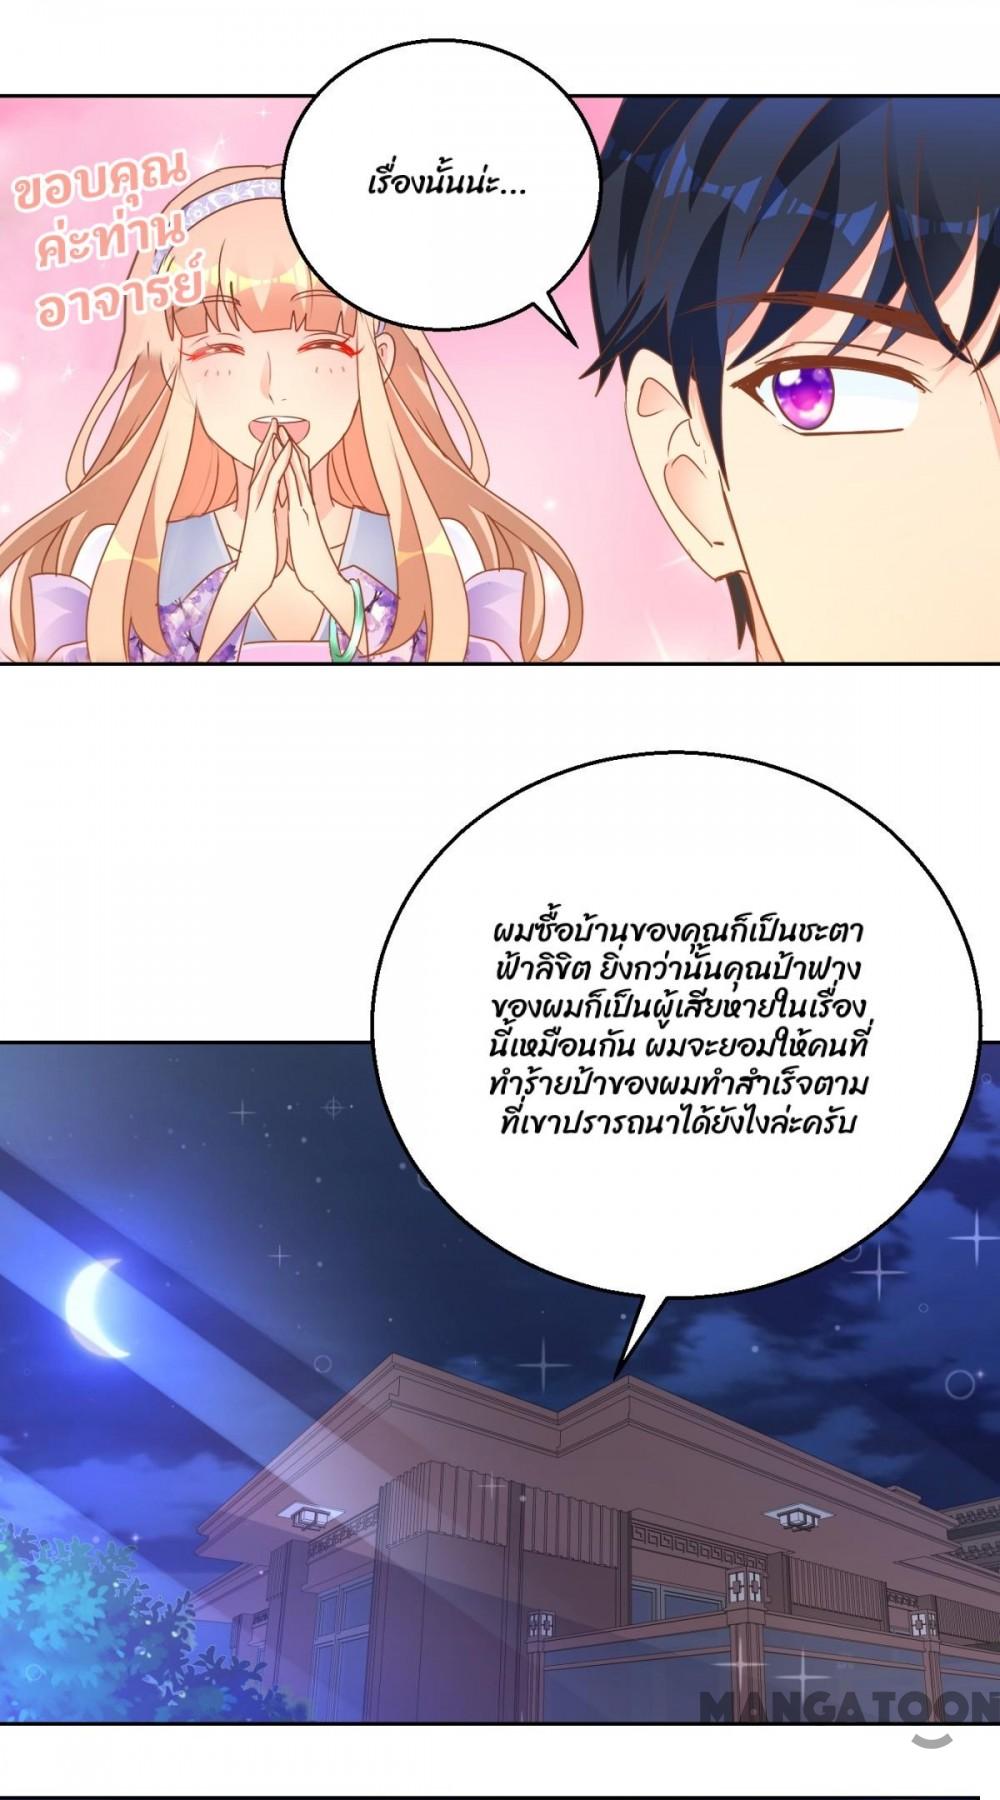 ขอบคุณ
ค่ะท่าน
อาจารย์
เรื่องนั้นน่ะ...
ผมซื้อบ้านของคุณก็เป็นชะตา
ฟ้าลิขิต ยิ่งกว่านั้นคุณป้าฟาง
ของผมก็เป็นผู้เสียหายในเรื่อง
นี้เหมือนกัน ผมจะยอมให้คนที่
ทำร้ายป้าของผมทำสำเร็จตาม
ที่เขาปรารถนาได้ยังไงล่ะครับ
MANGATOON